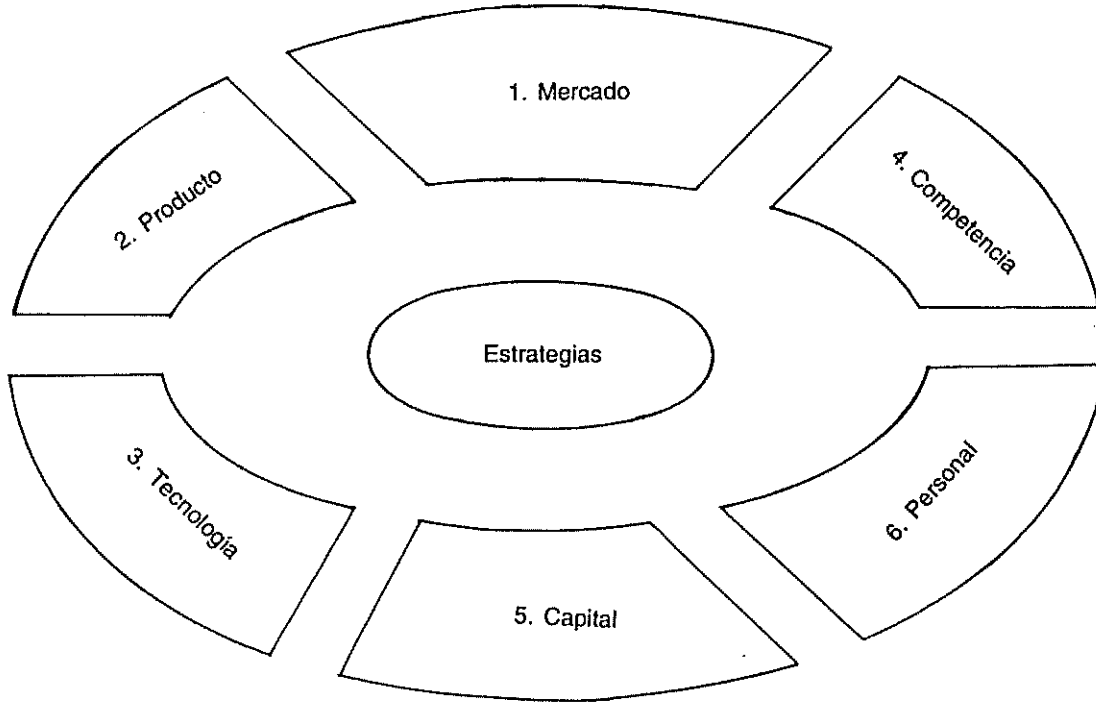 1. Mercado
2. Producto
4. Competencia
Estrategias
3. Tecnología
6. Personal
5. Capital